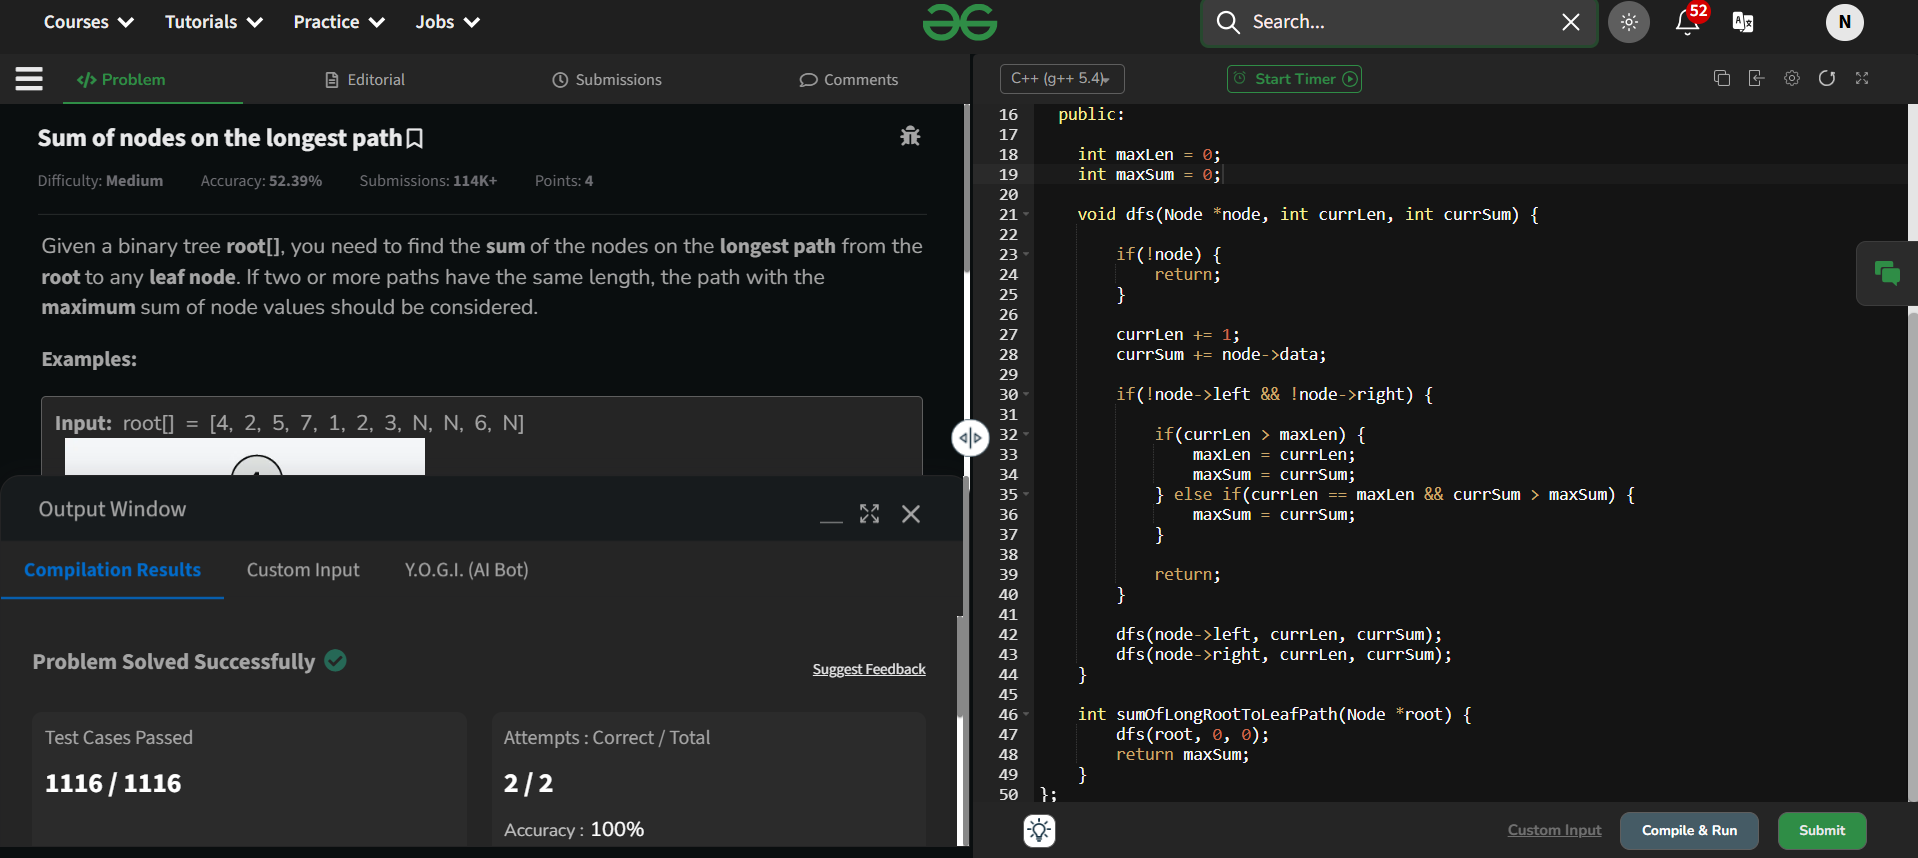 Courses Tutorials Practice Jobs
Search...
52
N
</> Problem Editorial Submissions Comments
Sum of nodes on the longest path
Difficulty: Medium Accuracy: 52.39% Submissions: 114K+ Points: 4
Given a binary tree root[], you need to find the sum of the nodes on the longest path from the
root to any leaf node. If two or more paths have the same length, the path with the
maximum sum of node values should be considered.
Examples:
Input: root[] = [4, 2, 5, 7, 1, 2, 3, N, N, 6, N]
Output Window
Compilation Results Custom Input Y.O.G.I. (AI Bot)
Problem Solved Successfully
Suggest Feedback
Test Cases Passed
1116 / 1116
Attempts : Correct / Total
2 / 2
Accuracy : 100%
C++ (g++ 5.4) Start Timer
16 public:
17
18 int maxLen = 0;
19 int maxSum = 0;
20
21 void dfs(Node *node, int currLen, int currSum) {
22
23 if(!node) {
24 return;
25 }
26
27 currLen += 1;
28 currSum += node->data;
29
30 if(!node->left && !node->right) {
31
32 if(currLen > maxLen) {
33 maxLen = currLen;
34 maxSum = currSum;
35 } else if(currLen == maxLen && currSum > maxSum) {
36 maxSum = currSum;
37 }
38
39 return;
40 }
41
42 dfs(node->left, currLen, currSum);
43 dfs(node->right, currLen, currSum);
44 }
45
46 int sumOfLongRootToLeafPath(Node *root) {
47 dfs(root, 0, 0);
48 return maxSum;
49 }
50 };
Custom Input Compile & Run Submit